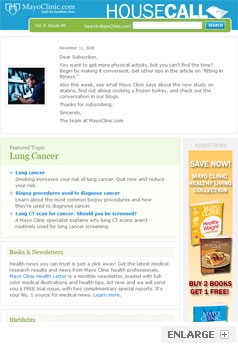 MayoClinic.com
HOUSECALL
Search MayoClinic.com
SEARCH
November 11, 2008
Dear Subscriber,
You want to get more physical activity, but you can't find the time?
Begin by making it convenient. Get other tips in the article on "fitting in
fitness."
Also this week, see what Mayo Clinic says about the new study on
statins, find out about cooking a frozen turkey, and check out the
conversation in our blogs.
Thanks for subscribing.
Sincerely,
The team at MayoClinic.com
Featured Topic
Lung Cancer
Lung cancer
Smoking increases your risk of lung cancer. Quit now and reduce
your risk.
Biopsy procedures used to diagnose cancer
Learn about the most common biopsy procedures and how
they're used to diagnose cancer.
Lung CT scan for cancer: Should you be screened?
A Mayo Clinic specialist explains why lung CT scans aren't
routinely used for lung cancer screening.
ADVERTISING
SAVE NOW!
MAYO CLINIC
HEALTHY LIVING
COLLECTION
Healthy
Weight
BUY 2 BOOKS
GET 1 FREE!
Books & Newsletters
Health news you can trust is just a click away! Get the latest medical
research results and news from Mayo Clinic health professionals.
Mayo Clinic Health Letter is a monthly newsletter, loaded with full-
color medical illustrations and health tips. Act now and we will send
you a FREE trial issue, with two complimentary special reports. It's
your No. 1 source for medical news. Learn more.
Highlights
ENLARGE +